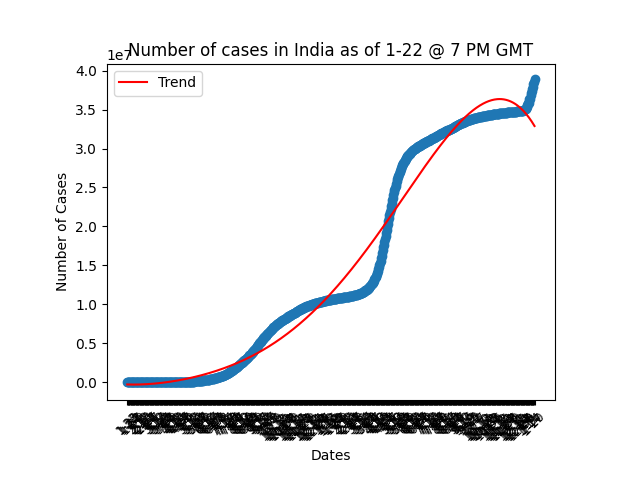 Number of cases in India as of 1-22 @ 7 PM GMT
1e7
Trend
4.0
3.5
3.0
2.5
2.0
1.5
1.0
0.5
0.0
Number of Cases
Dates